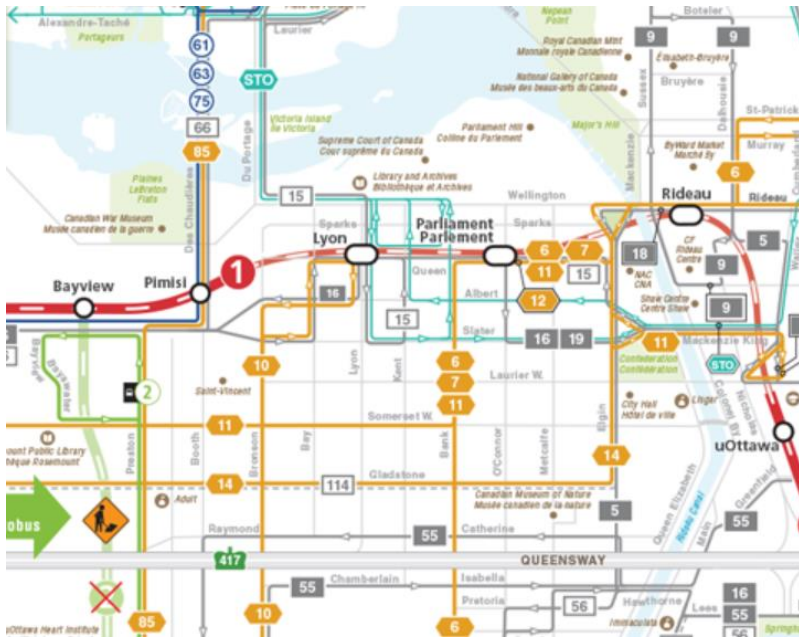 Alexandre-Taché
Portageurs
Laurier
61
63
75
66
85
STO
Nepean
Point
Royal Canadian Mint
Monnaie royale Canadienne
National Gallery of Canada
Musée des beaux-arts du Canada
Boteler
9
9
Élisabeth-Bruyère
Bruyère
Sussex
Dalhousie
St-Patrick
Murray
Major's Hill
Mackenzie
ByWard Market
Marché By
6
Cumberland
Victoria Island
Île Victoria
Parliament Hill
Colline du Parlement
Supreme Court of Canada
Cour suprême du Canada
Library and Archives
Bibliothèque et Archives
Du Portage
Des Chaudières
Plaines
LeBreton
Flats
Canadian War Museum
Musée canadien de la guerre
15
Wellington
Rideau
Rideau
Sparks
Lyon
Parliament
Parlement
Sparks
6
7
11
15
18
NAC
CNA
CF
Rideau
Centre
9
5
Bayview
Pimisi
1
16
Queen
Albert
12
Shaw Centre
Centre Shaw
9
15
Slater
16
19
11
Mackenzie King
Confederation
Confédération
STO
Bayview
Bayswater
2
10
Lyon
Kent
6
7
11
Laurier W.
Saint-Vincent
City Hall
Hôtel de ville
Lisgar
Colonel By
Nicholas
uOttawa
11
Somerset W.
Preston
Booth
Bronson
Bay
Bank
O'Connor
Metcalfe
Elgin
14
14
Gladstone
114
Adult
Canadian Museum of Nature
Musée canadien de la nature
5
Queen Elizabeth
Rideau Canal
Main
Greenfield
55
Raymond
55
Catherine
417
QUEENSWAY
55
Chamberlain
Isabella
Pretoria
56
Hawthorne
Lees
16
55
56
85
10
6
Immaculata
Ottawa Heart Institute